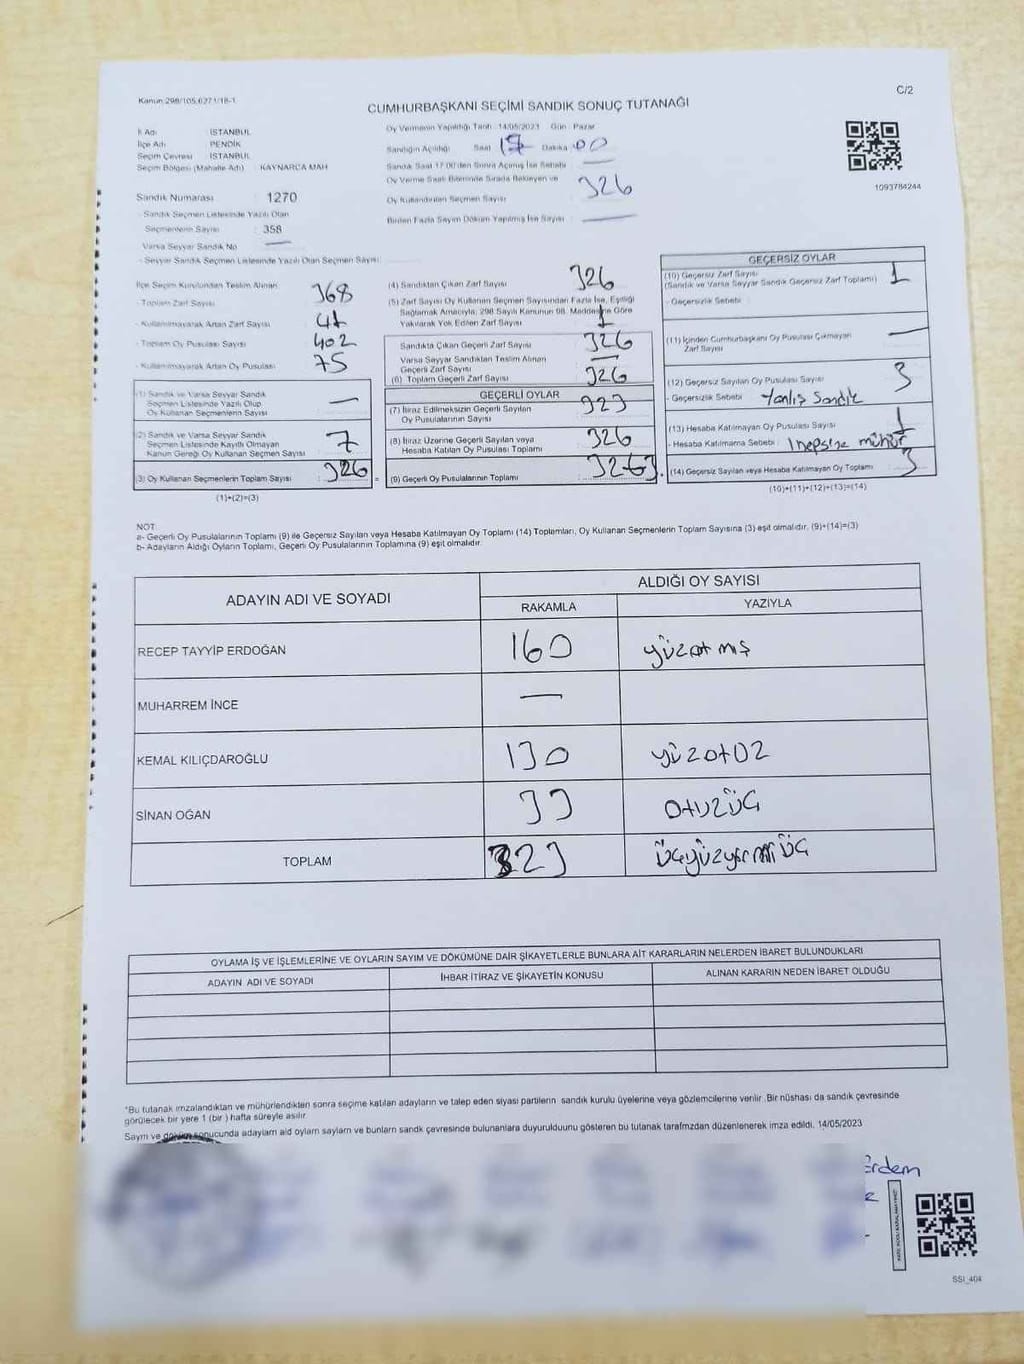 Kanun:298/105,6271/18-1
C/2
CUMHURBAŞKANI SEÇİMİ SANDIK SONUÇ TUTANAĞI
İl Adı : İSTANBUL
İlçe Adı : PENDİK
Seçim Çevresi : İSTANBUL
Seçim Bölgesi (Mahalle Adı) : KAYNARCA MAH
Oy Vermenin Yapıldığı Tarih : 14/05/2023 Gün : Pazar
Sandığın Açıldığı Saat Dakika : 00
Sandık Saat 17:00'den Sonra Açılmış İse Sebebi
Oy Verme Saati Bitiminde Sırada Bekleyen ve
Oy Kullandırılan Seçmen Sayısı : 326
Birden Fazla Sayım Döküm Yapılmış İse Sayısı
1093784244
Sandık Numarası : 1270
- Sandık Seçmen Listesinde Yazılı Olan
Seçmenlerin Sayısı : 358
Varsa Seyyar Sandık No
- Seyyar Sandık Seçmen Listesinde Yazılı Olan Seçmen Sayısı
İlçe Seçim Kurulundan Teslim Alınan
- Toplam Zarf Sayısı : 368
- Kullanılmayarak Artan Zarf Sayısı : 41
- Toplam Oy Pusulası Sayısı : 402
- Kullanılmayarak Artan Oy Pusulası : 75
(1) Sandık ve Varsa Seyyar Sandık
Seçmen Listesinde Yazılı Olup
Oy Kullanan Seçmenlerin Sayısı : —
(2) Sandık ve Varsa Seyyar Sandık
Seçmen Listesinde Kayıtlı Olmayan
Kanun Gereği Oy Kullanan Seçmen Sayısı : 7
(3) Oy Kullanan Seçmenlerin Toplam Sayısı : 326
(1)+(2)=(3)
(4) Sandıktan Çıkan Zarf Sayısı : 326
(5) Zarf Sayısı Oy Kullanan Seçmen Sayısından Fazla İse, Eşitliği
Sağlamak Amacıyla, 298 Sayılı Kanunun 98. Maddesine Göre
Yakılarak Yok Edilen Zarf Sayısı : 1
Sandıkta Çıkan Geçerli Zarf Sayısı : 326
Varsa Seyyar Sandıktan Teslim Alınan
Geçerli Zarf Sayısı : —
(6) Toplam Geçerli Zarf Sayısı : 326
GEÇERLİ OYLAR
(7) İtiraz Edilmeksizin Geçerli Sayılan
Oy Pusulalarının Sayısı : 323
(8) İtiraz Üzerine Geçerli Sayılan veya
Hesaba Katılan Oy Pusulası Toplamı : 326
(9) Geçerli Oy Pusulalarının Toplamı : 3263
GEÇERSİZ OYLAR
(10) Geçersiz Zarf Sayısı
(Sandık ve Varsa Seyyar Sandık Geçersiz Zarf Toplamı) : 1
- Geçersizlik Sebebi
(11) İçinden Cumhurbaşkanı Oy Pusulası Çıkmayan
Zarf Sayısı : —
(12) Geçersiz Sayılan Oy Pusulası Sayısı : 3
- Geçersizlik Sebebi : Yanlış Sandık
(13) Hesaba Katılmayan Oy Pusulası Sayısı : 1
- Hesaba Katılmama Sebebi : 1 hepsine mühür
(14) Geçersiz Sayılan veya Hesaba Katılmayan Oy Toplamı : 3
(10)+(11)+(12)+(13)=(14)
NOT:
a- Geçerli Oy Pusulalarının Toplamı (9) ile Geçersiz Sayılan veya Hesaba Katılmayan Oy Toplamı (14) Toplamları, Oy Kullanan Seçmenlerin Toplam Sayısına (3) eşit olmalıdır. (9)+(14)=(3)
b- Adayların Aldığı Oyların Toplamı, Geçerli Oy Pusulalarının Toplamına (9) eşit olmalıdır.
ADAYIN ADI VE SOYADI
ALDIĞI OY SAYISI
RAKAMLA YAZIYLA
RECEP TAYYİP ERDOĞAN 160 yüzatmış
MUHARREM İNCE —
KEMAL KILIÇDAROĞLU 130 yüzotuz
SİNAN OĞAN 33 otuzüç
TOPLAM 323 üçyüzyirmiüç
OYLAMA İŞ VE İŞLEMLERİNE VE OYLARIN SAYIM VE DÖKÜMÜNE DAİR ŞİKAYETLERLE BUNLARA AİT KARARLARIN NELERDEN İBARET BULUNDUKLARI
ADAYIN ADI VE SOYADI İHBAR İTİRAZ VE ŞİKAYETİN KONUSU ALINAN KARARIN NEDEN İBARET OLDUĞU
*Bu tutanak imzalandıktan ve mühürlendikten sonra seçime katılan adayların ve talep eden siyasi partilerin sandık kurulu üyelerine veya gözlemcilerine verilir. Bir nüshası da sandık çevresinde
görülecek bir yere 1 (bir ) hafta süreyle asılır.
Sayım ve döküm sonucunda adayların ald oyların sayıların ve bunların sandk çevresinde bulunanlara duyurulduunu gösteren bu tutanak tarafmzdan düzenlenerek imza edildi. 14/05/2023
Erdem
SSI_404